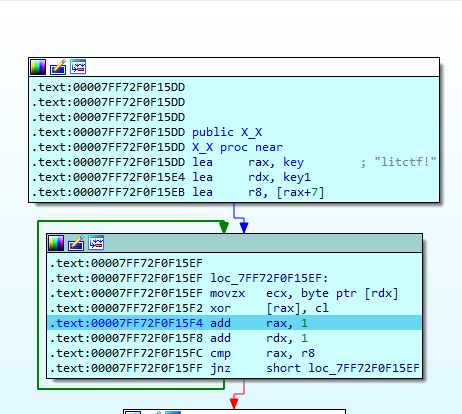 .text:00007FF72F0F15DD
.text:00007FF72F0F15DD
.text:00007FF72F0F15DD
.text:00007FF72F0F15DD public X_X
.text:00007FF72F0F15DD X_X proc near
.text:00007FF72F0F15DD lea rax, key ; "litctf!"
.text:00007FF72F0F15E4 lea rdx, key1
.text:00007FF72F0F15EB lea r8, [rax+7]
.text:00007FF72F0F15EF
.text:00007FF72F0F15EF loc_7FF72F0F15EF:
.text:00007FF72F0F15EF movzx ecx, byte ptr [rdx]
.text:00007FF72F0F15F2 xor [rax], cl
.text:00007FF72F0F15F4 add rax, 1
.text:00007FF72F0F15F8 add rdx, 1
.text:00007FF72F0F15FC cmp rax, r8
.text:00007FF72F0F15FF jnz short loc_7FF72F0F15EF